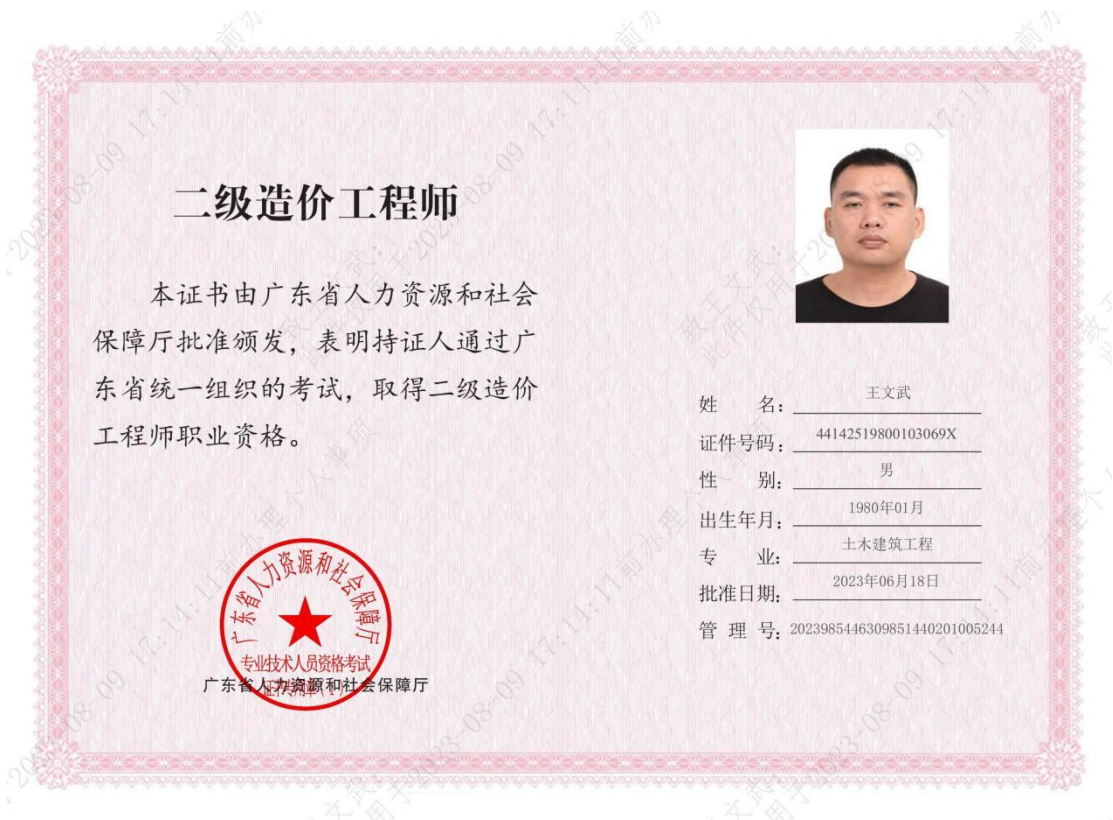 二级造价工程师
本证书由广东省人力资源和社会
保障厅批准颁发，表明持证人通过广
东省统一组织的考试，取得二级造价
工程师职业资格。
广东省人力资源和社会保障厅
专业技术人员资格考试
广东省人力资源和社会保障厅
姓 名：王文武
证件号码：44142519800103069X
性 别：男
出生年月：1980年01月
专 业：土木建筑工程
批准日期：2023年06月18日
管 理 号：2023985446309851440201005244